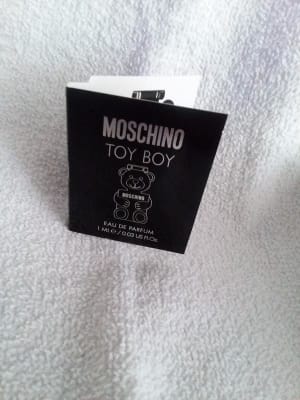 MOSCHINO
TOY BOY
MOSCHINO
EAU DE PARFUM
1 ML ℮ / 0.03 US FL.Oz.